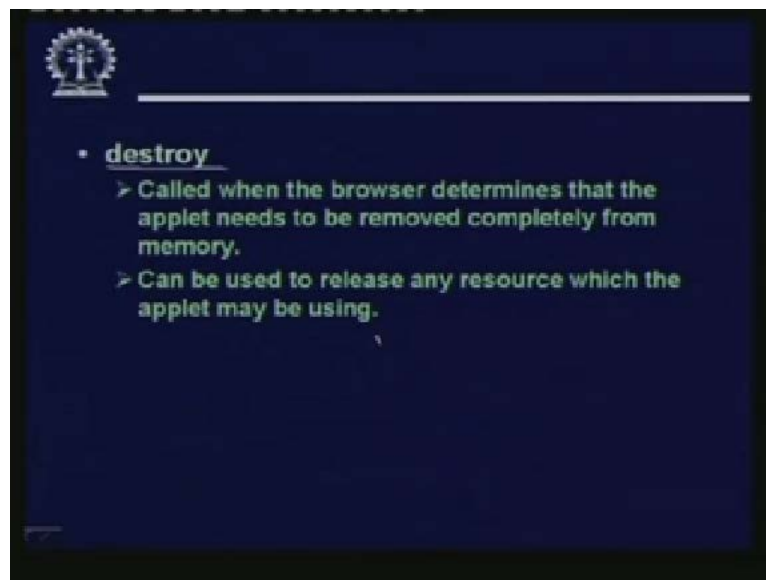 • destroy
➢ Called when the browser determines that the
applet needs to be removed completely from
memory.
➢ Can be used to release any resource which the
applet may be using.